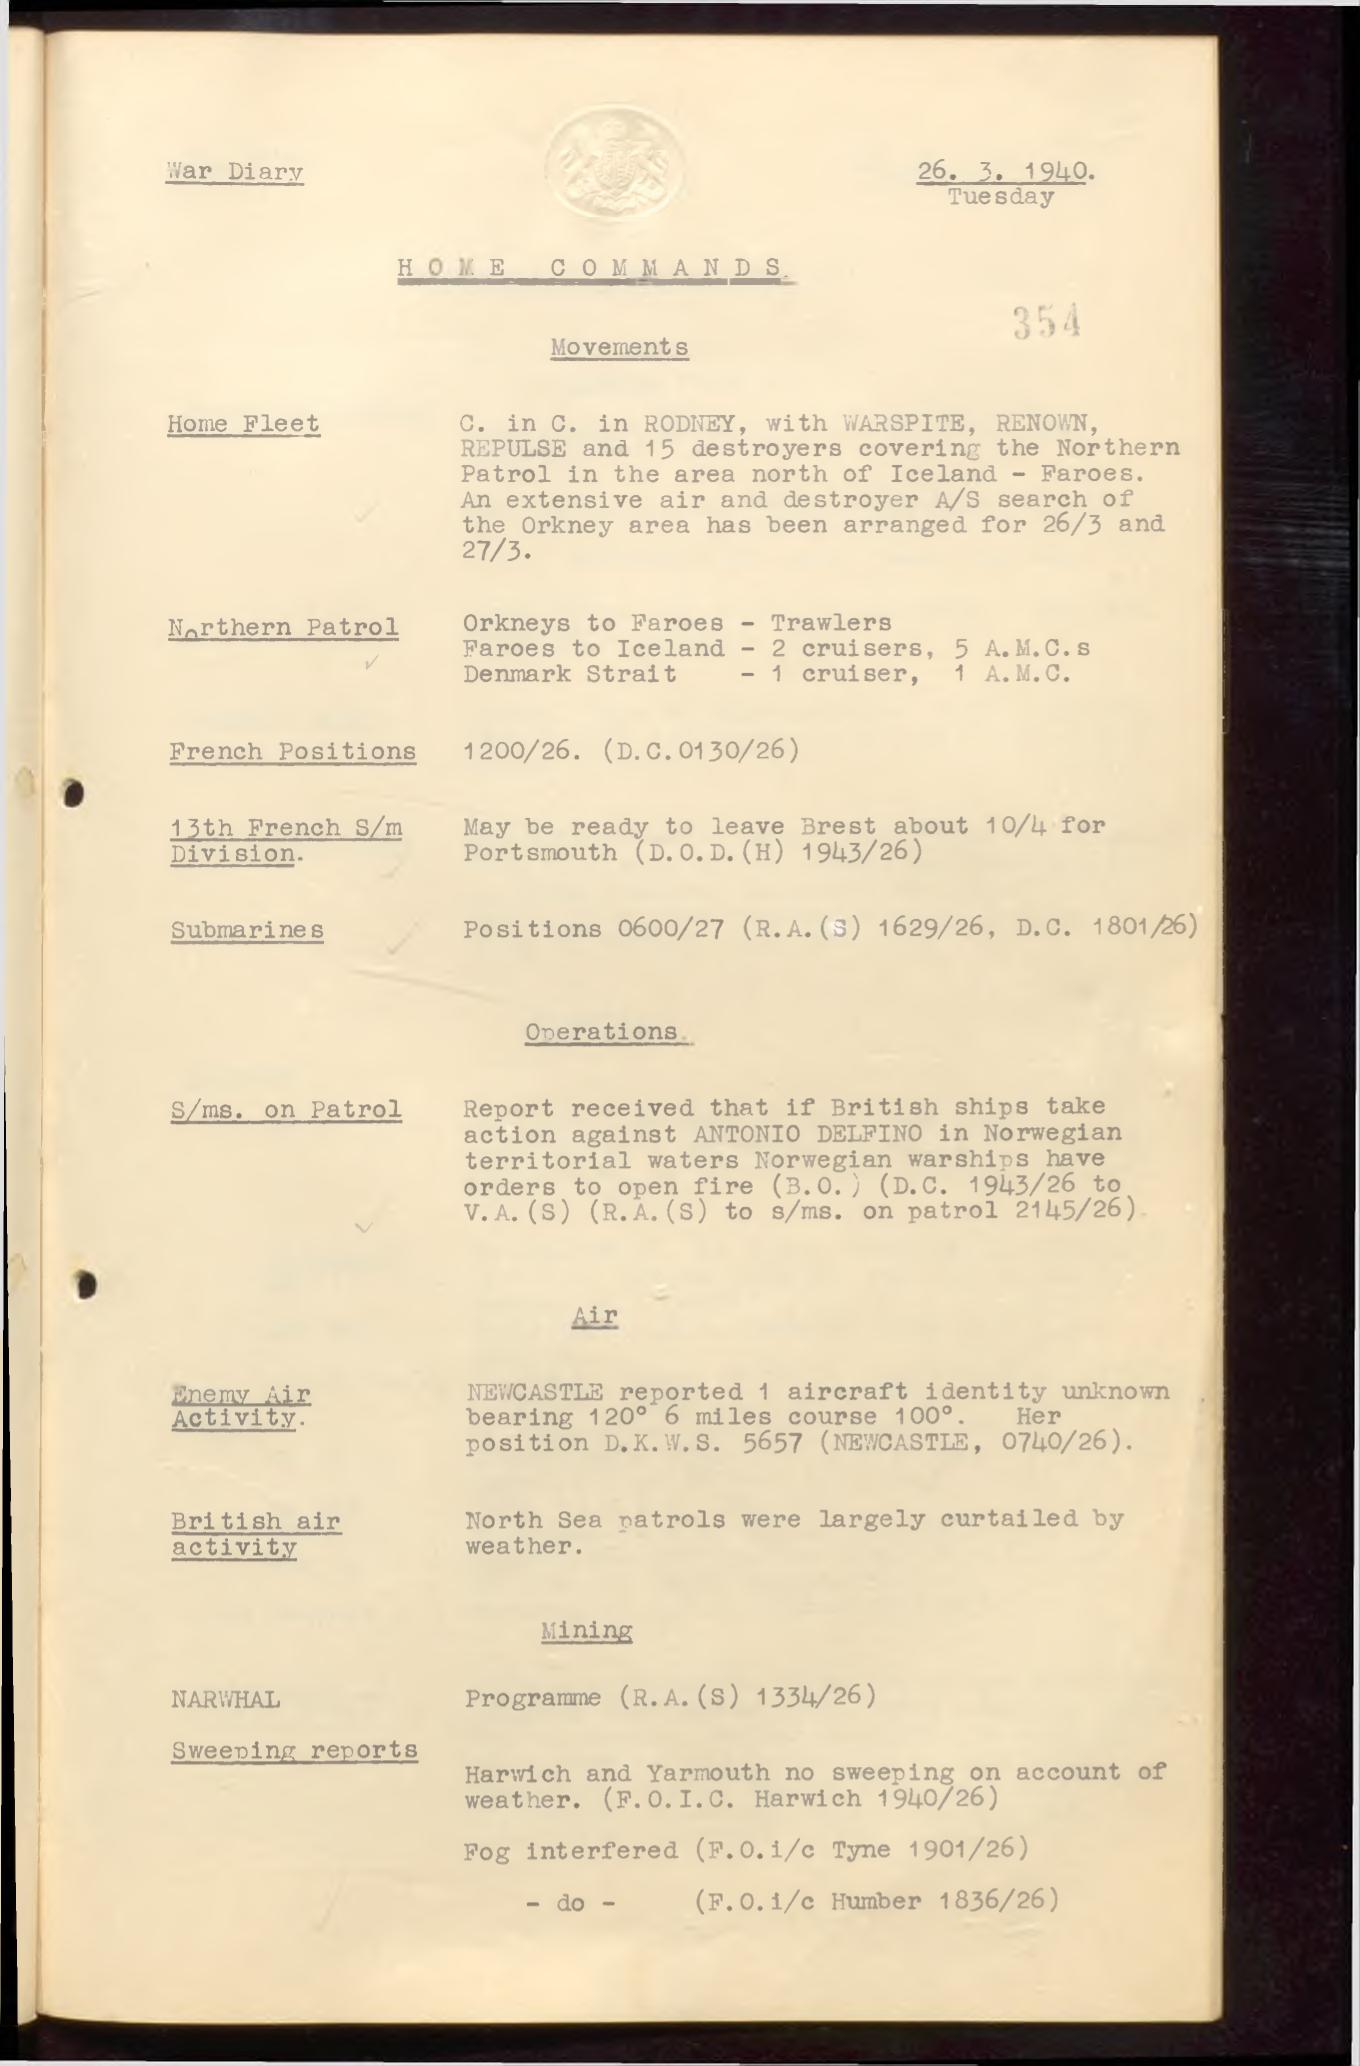 War Diary
26. 3. 1940.
Tuesday
HOME COMMANDS.
354
Movements
Home Fleet
C. in C. in RODNEY, with WARSPITE, RENOWN,
REPULSE and 15 destroyers covering the Northern
Patrol in the area north of Iceland - Faroes.
An extensive air and destroyer A/S search of
the Orkney area has been arranged for 26/3 and
27/3.
Northern Patrol
Orkneys to Faroes - Trawlers
Faroes to Iceland - 2 cruisers, 5 A.M.C.s
Denmark Strait - 1 cruiser, 1 A.M.C.
French Positions
1200/26. (D.C.0130/26)
13th French S/m
Division.
May be ready to leave Brest about 10/4 for
Portsmouth (D.O.D.(H) 1943/26)
Submarines
Positions 0600/27 (R.A.(S) 1629/26, D.C. 1801/26)
Operations.
S/ms. on Patrol
Report received that if British ships take
action against ANTONIO DELFINO in Norwegian
territorial waters Norwegian warships have
orders to open fire (B.O.) (D.C. 1943/26 to
V.A.(S) (R.A.(S) to s/ms. on patrol 2145/26).
Air
Enemy Air
Activity.
NEWCASTLE reported 1 aircraft identity unknown
bearing 120° 6 miles course 100°. Her
position D.K.W.S. 5657 (NEWCASTLE, 0740/26).
British air
activity
North Sea patrols were largely curtailed by
weather.
Mining
NARWHAL
Programme (R.A.(S) 1334/26)
Sweeping reports
Harwich and Yarmouth no sweeping on account of
weather. (F.O.I.C. Harwich 1940/26)
Fog interfered (F.O.i/c Tyne 1901/26)
- do - (F.O.i/c Humber 1836/26)